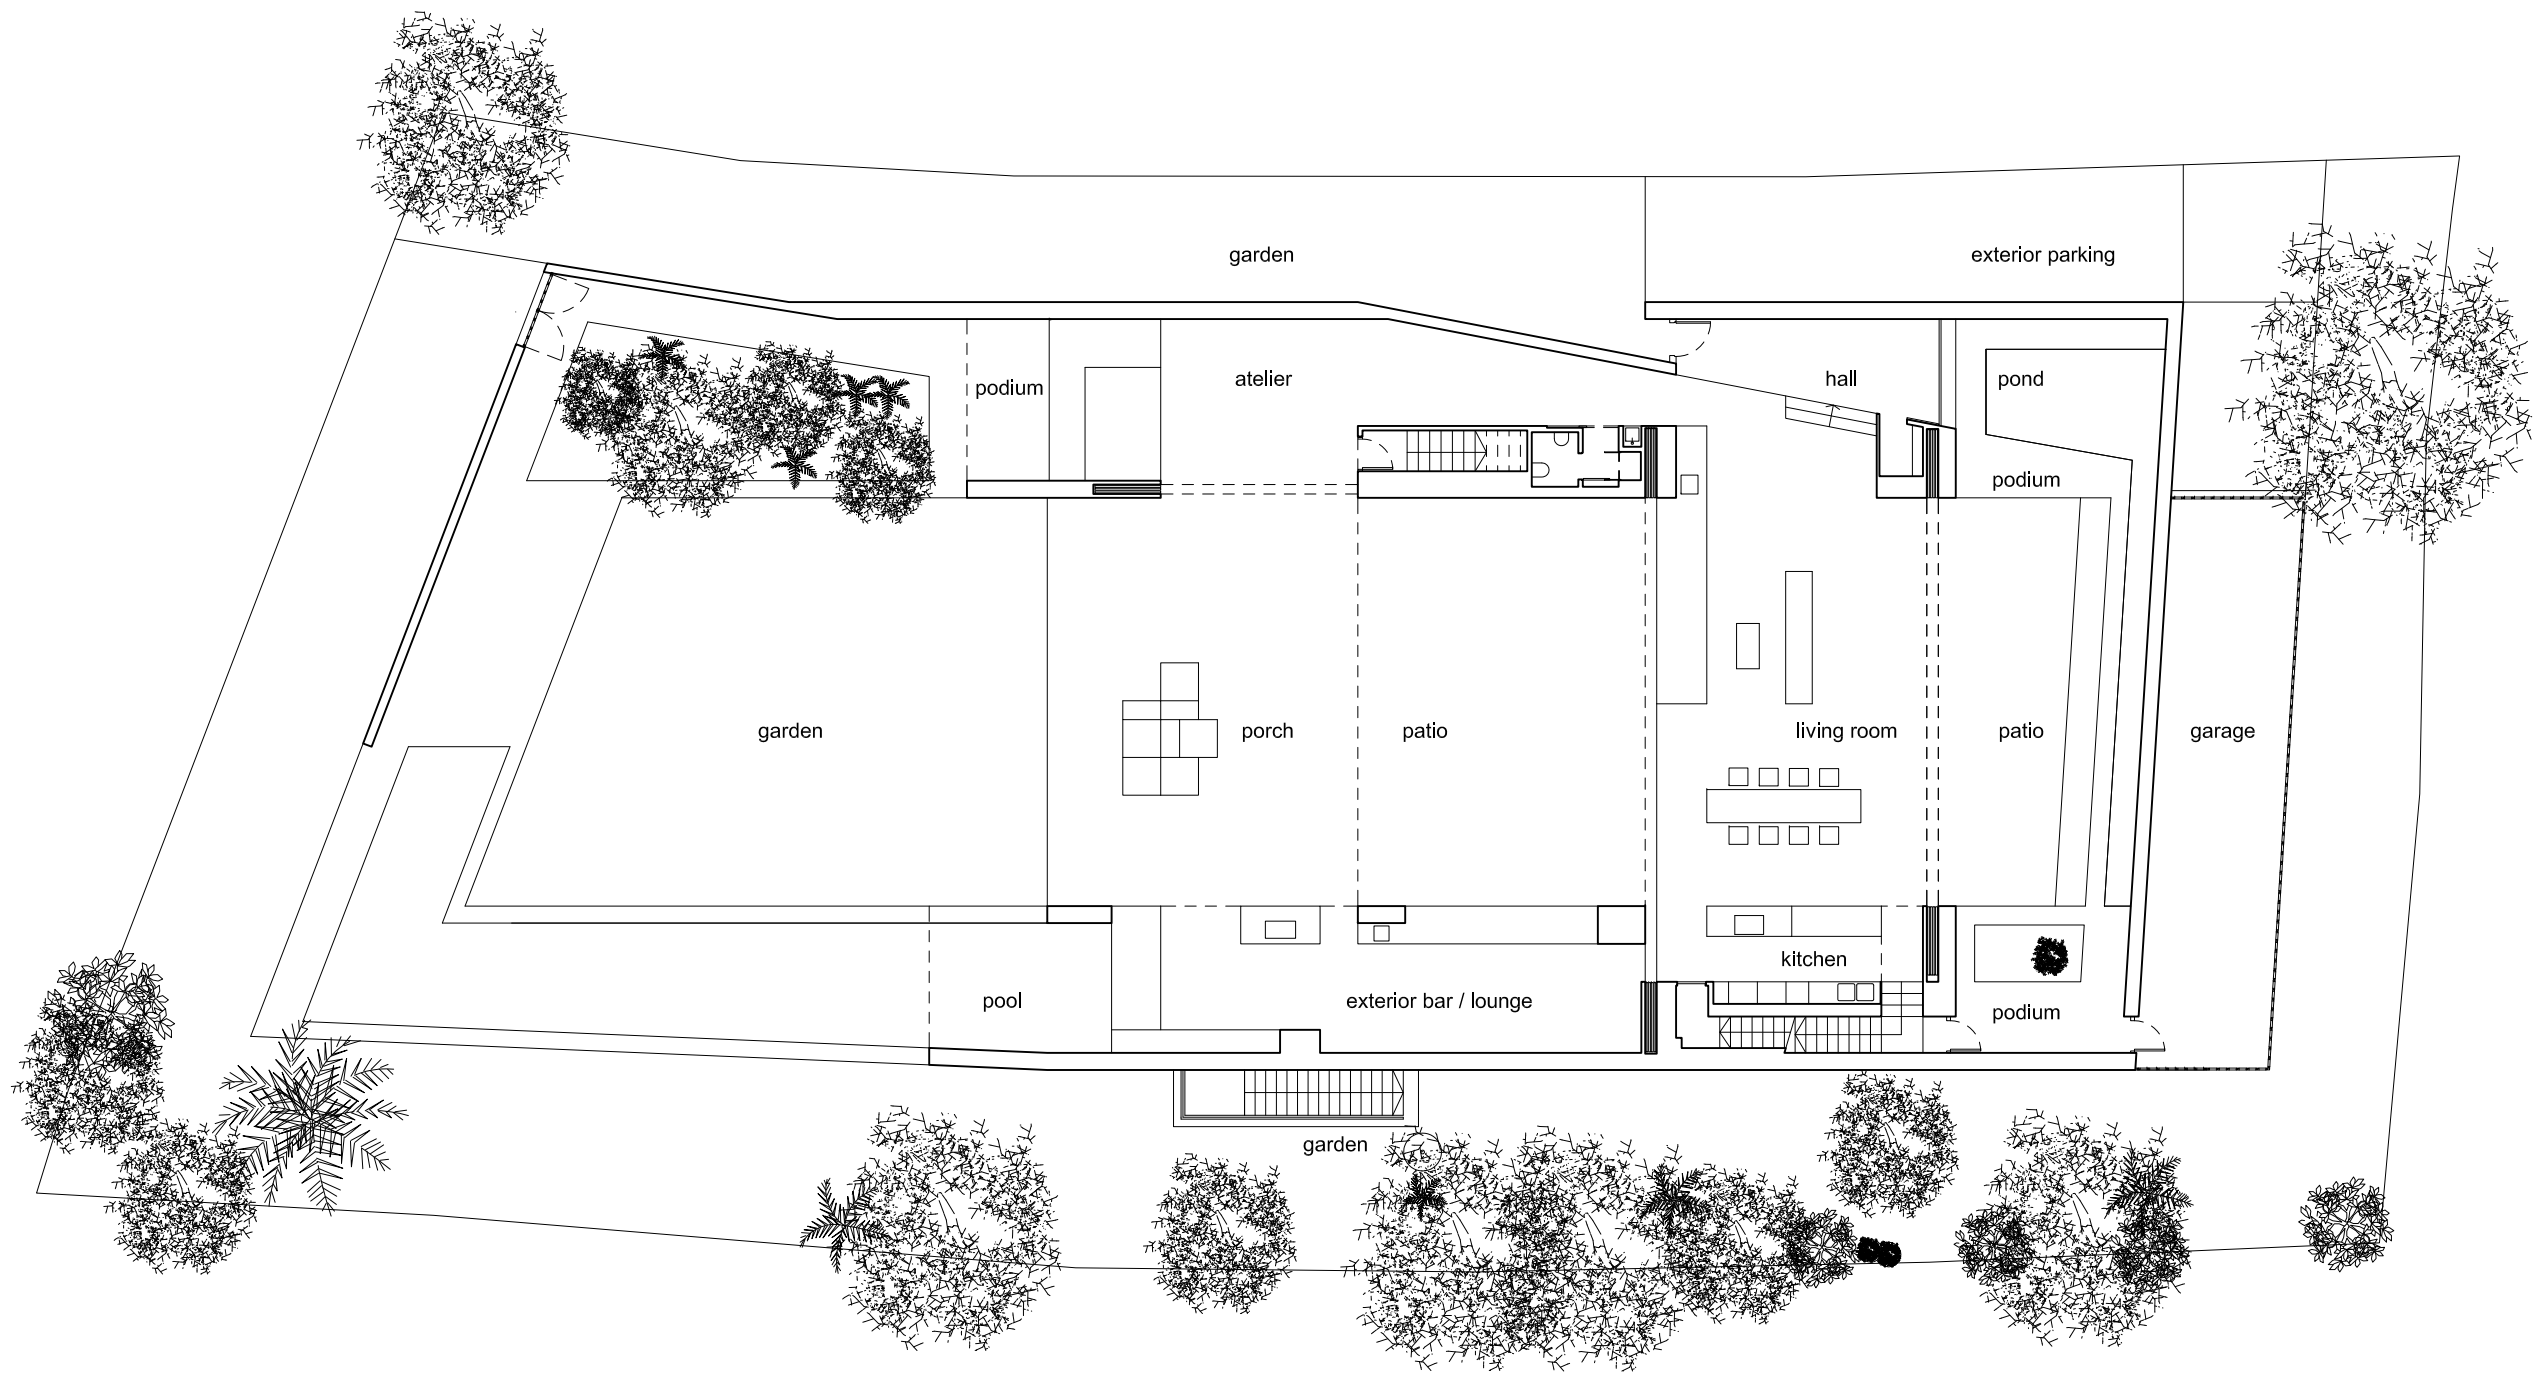 garden
exterior parking
podium
atelier
hall
pond
podium
garden
porch
patio
living room
patio
garage
kitchen
pool
exterior bar / lounge
podium
garden